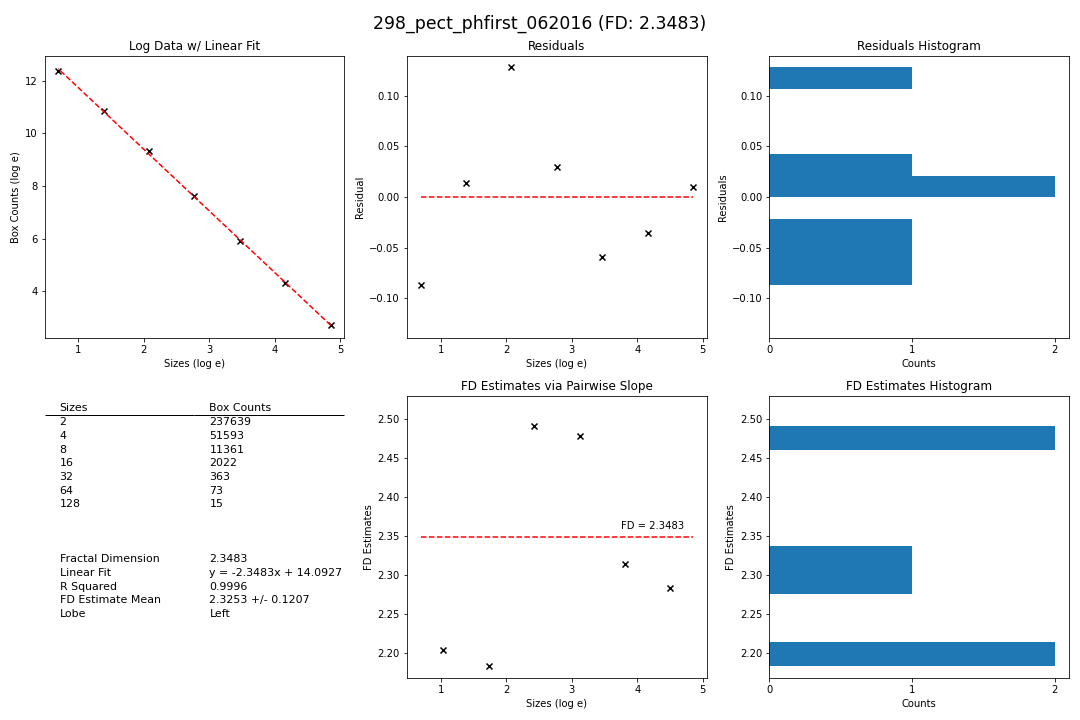 298_pect_phfirst_062016 (FD: 2.3483)
Log Data w/ Linear Fit
Box Counts (log e)
12
10
8
6
4
1 2 3 4 5
Sizes (log e)
Residuals
Residual
0.10
0.05
0.00
−0.05
−0.10
1 2 3 4 5
Sizes (log e)
Residuals Histogram
Residuals
0.10
0.05
0.00
−0.05
−0.10
0 1 2
Counts
Sizes Box Counts
2 237639
4 51593
8 11361
16 2022
32 363
64 73
128 15
Fractal Dimension 2.3483
Linear Fit y = -2.3483x + 14.0927
R Squared 0.9996
FD Estimate Mean 2.3253 +/- 0.1207
Lobe Left
FD Estimates via Pairwise Slope
FD Estimates
2.50
2.45
2.40
2.35
2.30
2.25
2.20
FD = 2.3483
1 2 3 4 5
Sizes (log e)
FD Estimates Histogram
FD Estimates
2.50
2.45
2.40
2.35
2.30
2.25
2.20
0 1 2
Counts